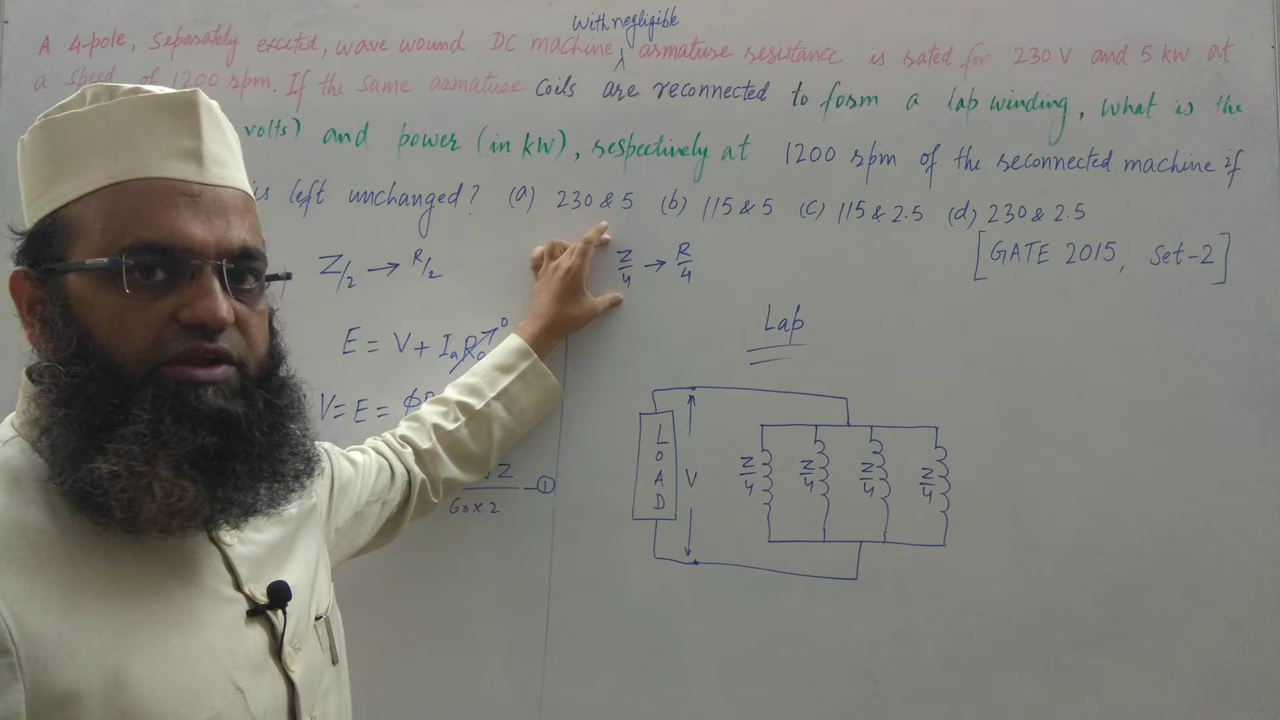 With negligible
A 4-pole, Separately excited, wave wound DC machine, ⋏ armature resistance is rated for 230 V and 5 kW at
a speed of 1200 rpm. If the same armature coils are reconnected to form a lap winding, what is the
volts) and power (in kW), respectively at 1200 rpm of the reconnected machine if
is left unchanged? (a) 230 & 5 (b) 115 & 5 (c) 115 & 2.5 (d) 230 & 2.5
[GATE 2015, Set-2]
Z/2 → R/2
Z/4 → R/4
E = V + IaRa→0
Lap
V = E =
Z
60×2 — ①
LOAD
V
Z/4 Z/4 Z/4 Z/4